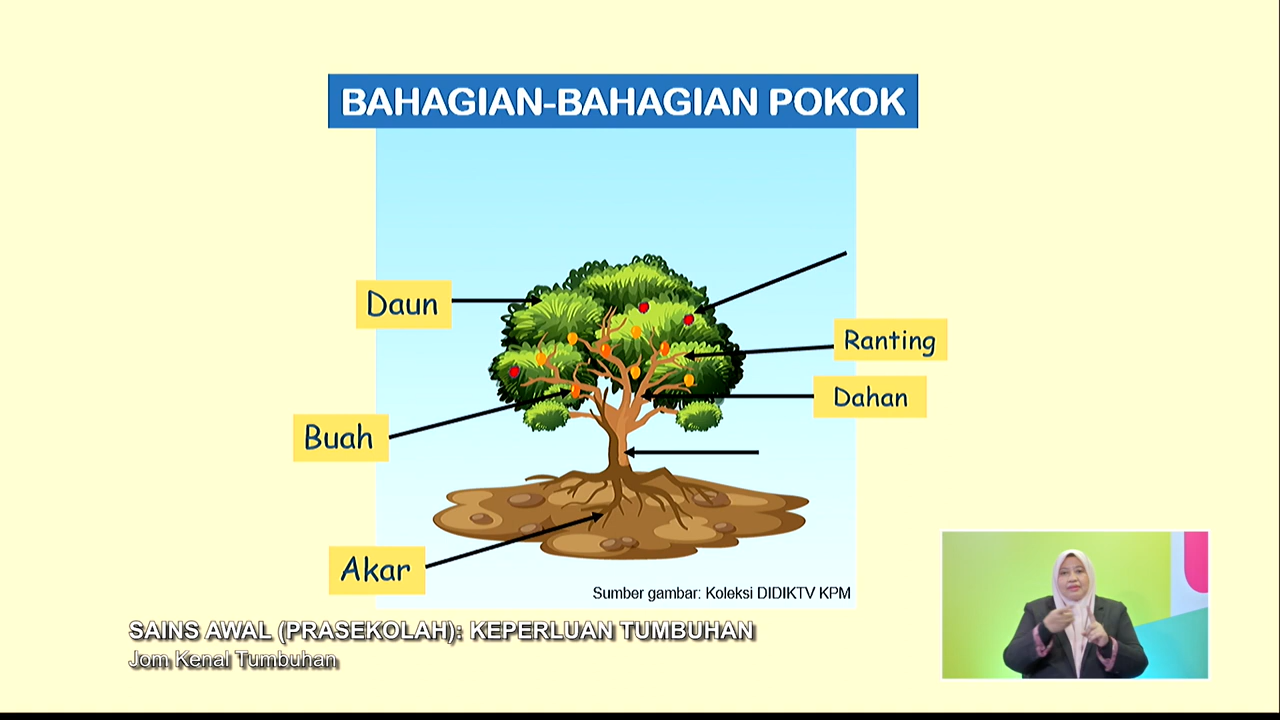 BAHAGIAN-BAHAGIAN POKOK
Daun
Ranting
Dahan
Buah
Akar
Sumber gambar: Koleksi DIDIKTV KPM
SAINS AWAL (PRASEKOLAH): KEPERLUAN TUMBUHAN
Jom Kenal Tumbuhan